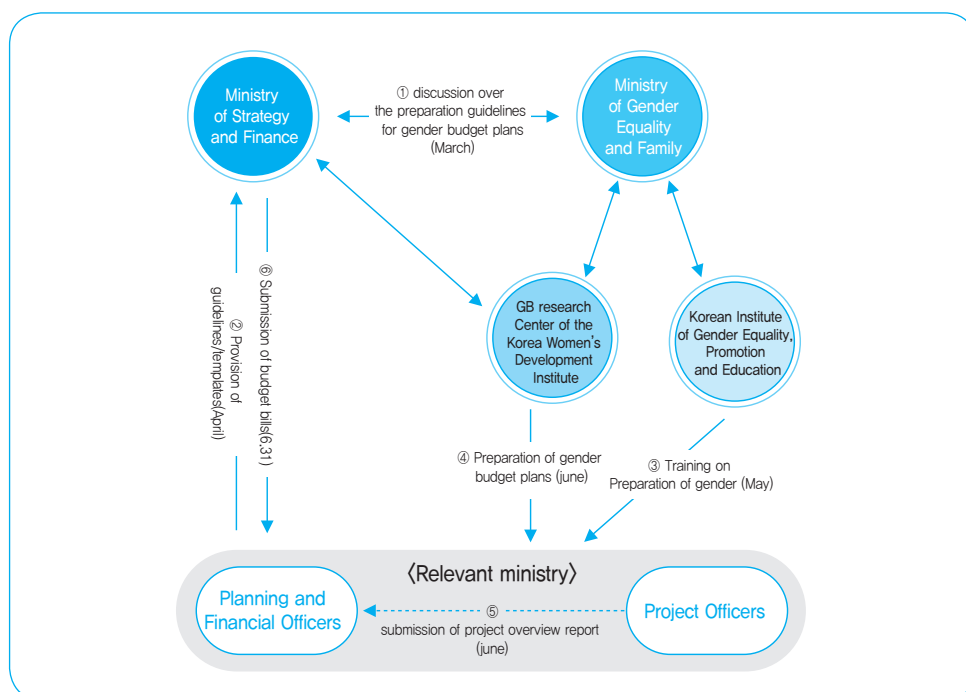 Ministry
of Strategy
and Finance
① discussion over
the preparation guidelines
for gender budget plans
(March)
Ministry
of Gender
Equality
and Family
② Provision of
guidelines/templates(April)
⑥ Submission of budget bills(6.31)
GB research
Center of the
Korea Women's
Development
Institute
Korean Institute
of Gender Equality,
Promotion
and Education
④ Preparation of gender
budget plans (june)
③ Training on
Preparation of gender (May)
〈Relevant ministry〉
Planning and
Financial Officers
⑤
submission of project overview report
(june)
Project Officers